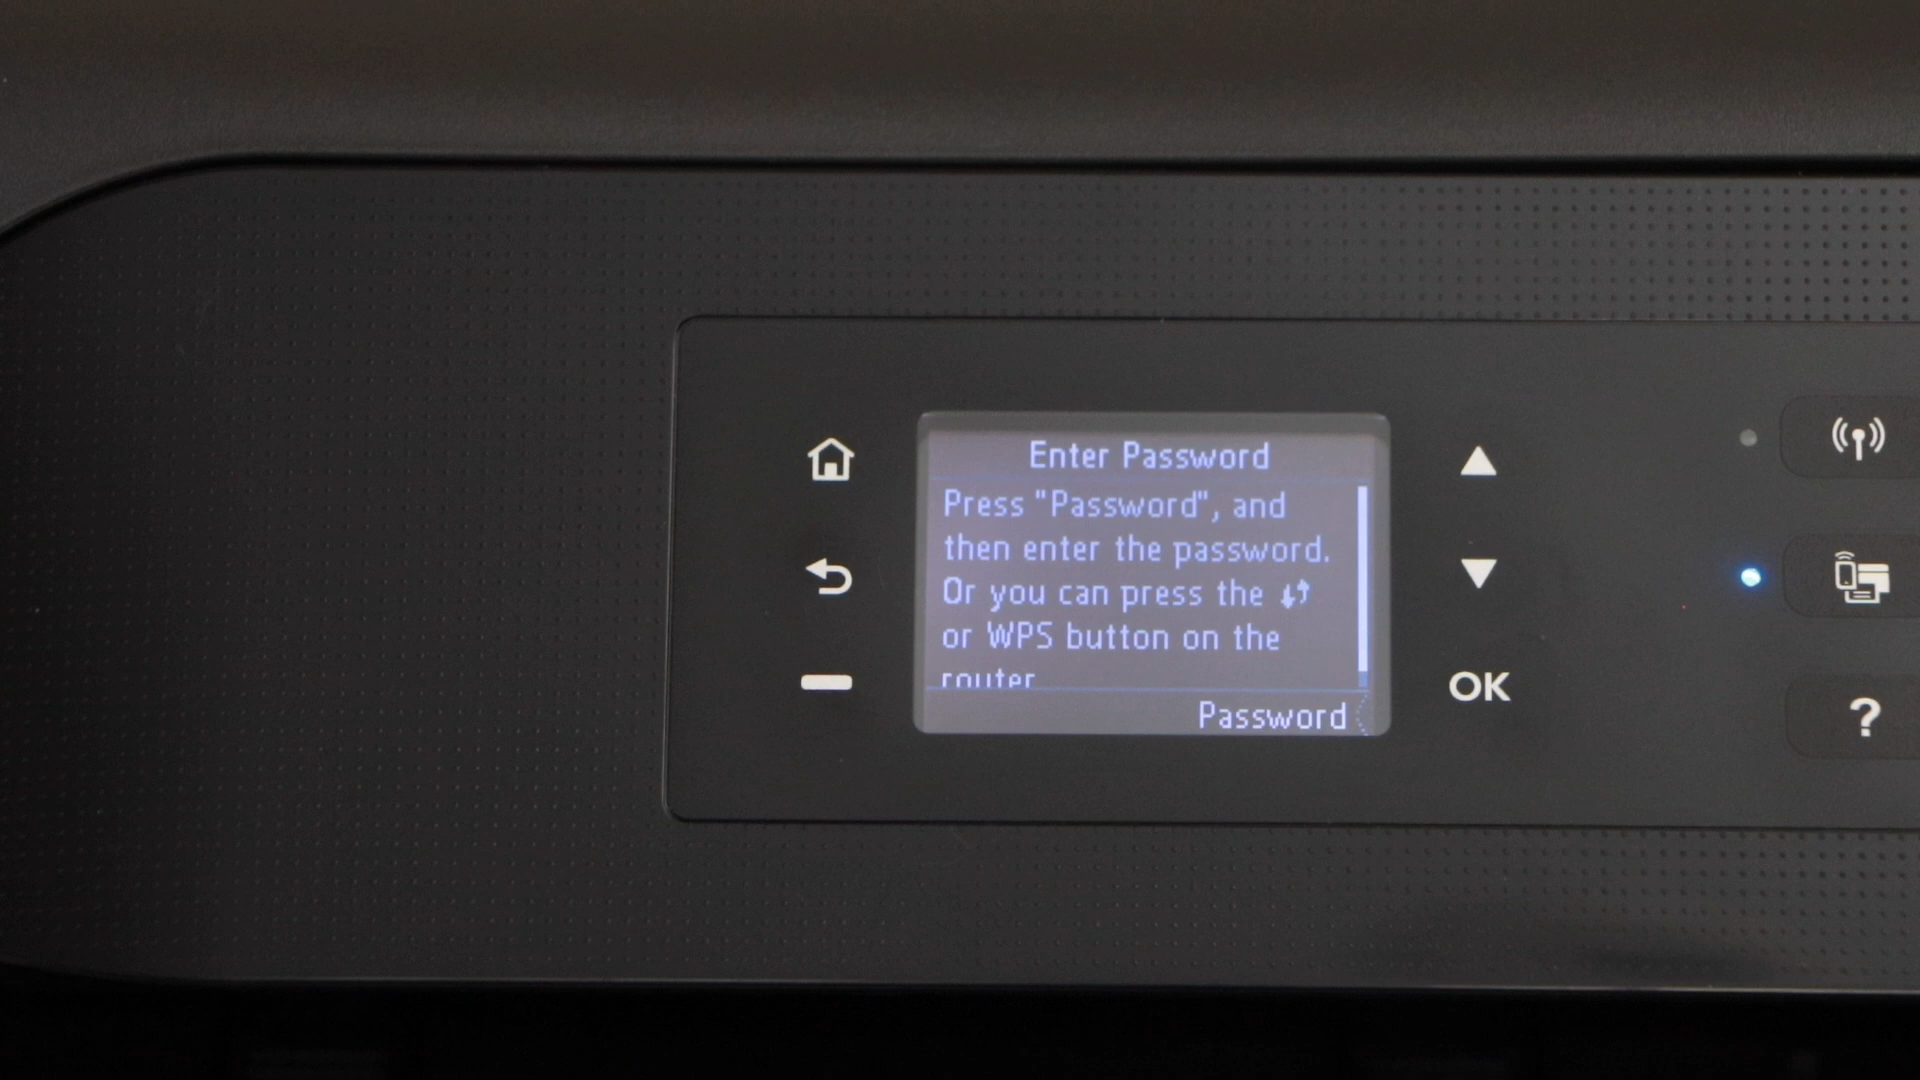 Enter Password
Press "Password", and
then enter the password.
Or you can press the
or WPS button on the
router
Password
OK
?